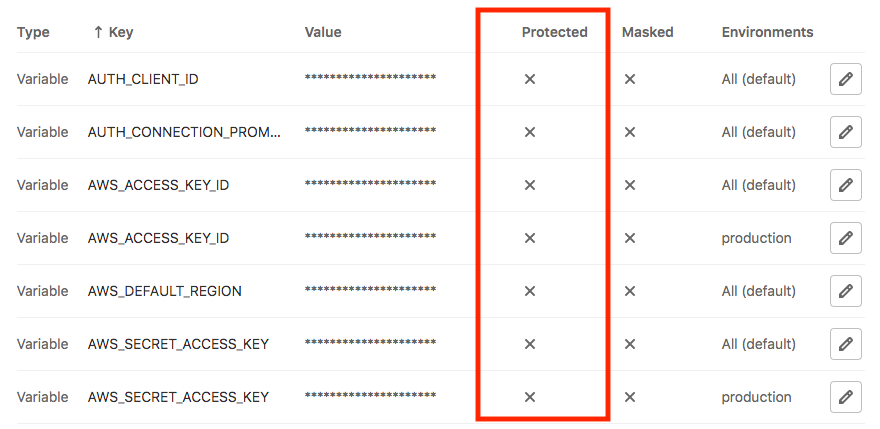 Type ↑ Key Value Protected Masked Environments
Variable AUTH_CLIENT_ID ********************* ✕ ✕ All (default)
Variable AUTH_CONNECTION_PROM... ********************* ✕ ✕ All (default)
Variable AWS_ACCESS_KEY_ID ********************* ✕ ✕ All (default)
Variable AWS_ACCESS_KEY_ID ********************* ✕ ✕ production
Variable AWS_DEFAULT_REGION ********************* ✕ ✕ All (default)
Variable AWS_SECRET_ACCESS_KEY ********************* ✕ ✕ All (default)
Variable AWS_SECRET_ACCESS_KEY ********************* ✕ ✕ production